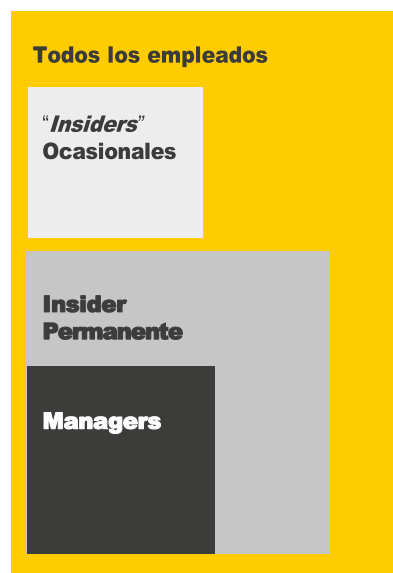 Todos los empleados
“Insiders”
Ocasionales
Insider
Permanente
Managers